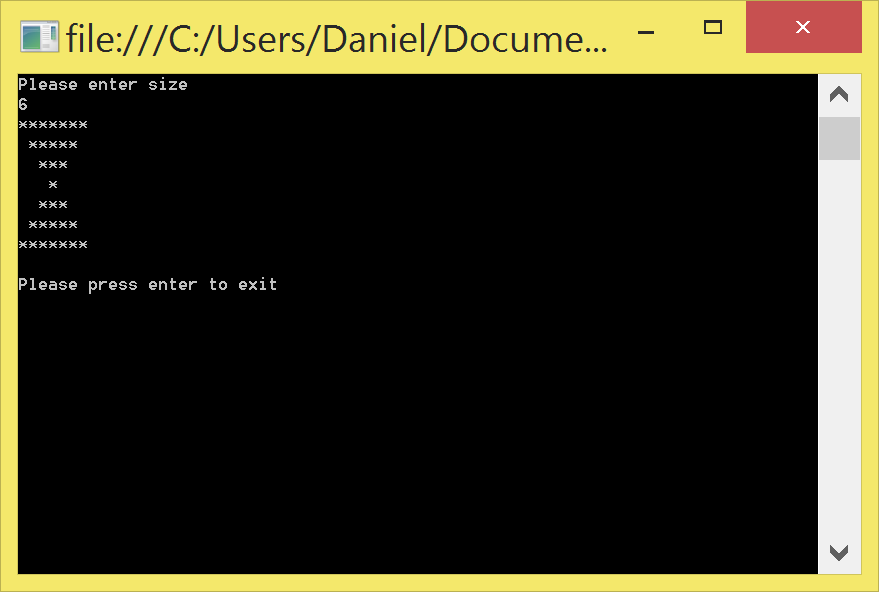 file:///C:/Users/Daniel/Docume...
Please enter size
6
*******
 *****
  ***
   *
  ***
 *****
*******
Please press enter to exit